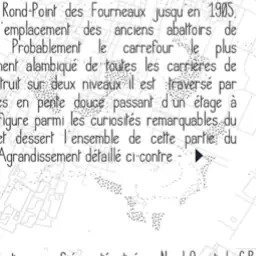 Rond-Point des Fourneaux jusqu'en 1903,
l'emplacement des anciens abattoirs de
Probablement le carrefour le plus
ment alambiqué de toutes les carrières de
truit sur deux niveaux il est traversé par
es en pente douce passant d'un étage à
figure parmi les curiosités remarquables du
et dessert l'ensemble de cette partie du
Agrandissement détaillé ci-contre -